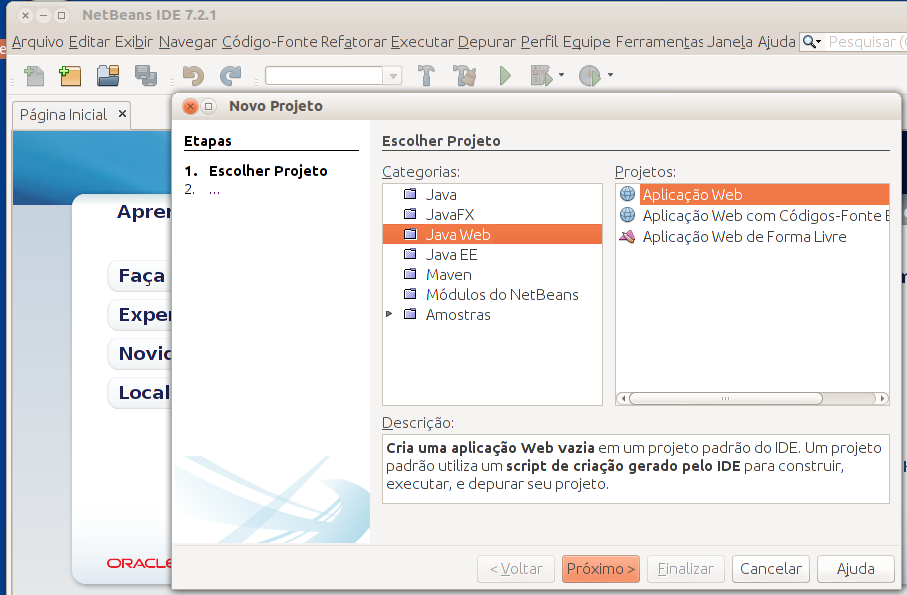 NetBeans IDE 7.2.1
Arquivo Editar Exibir Navegar Código-Fonte Refatorar Executar Depurar Perfil Equipe Ferramentas Janela Ajuda Pesquisar (
Página Inicial
Novo Projeto
Etapas
1. Escolher Projeto
2. ...
Escolher Projeto
Categorias:
Java
JavaFX
Java Web
Java EE
Maven
Módulos do NetBeans
Amostras
Projetos:
Aplicação Web
Aplicação Web com Códigos-Fonte E
Aplicação Web de Forma Livre
Descrição:
Cria uma aplicação Web vazia em um projeto padrão do IDE. Um projeto
padrão utiliza um script de criação gerado pelo IDE para construir,
executar, e depurar seu projeto.
< Voltar
Próximo >
Finalizar
Cancelar
Ajuda
Apren
Faça
Exper
Novid
Local
ORACLE